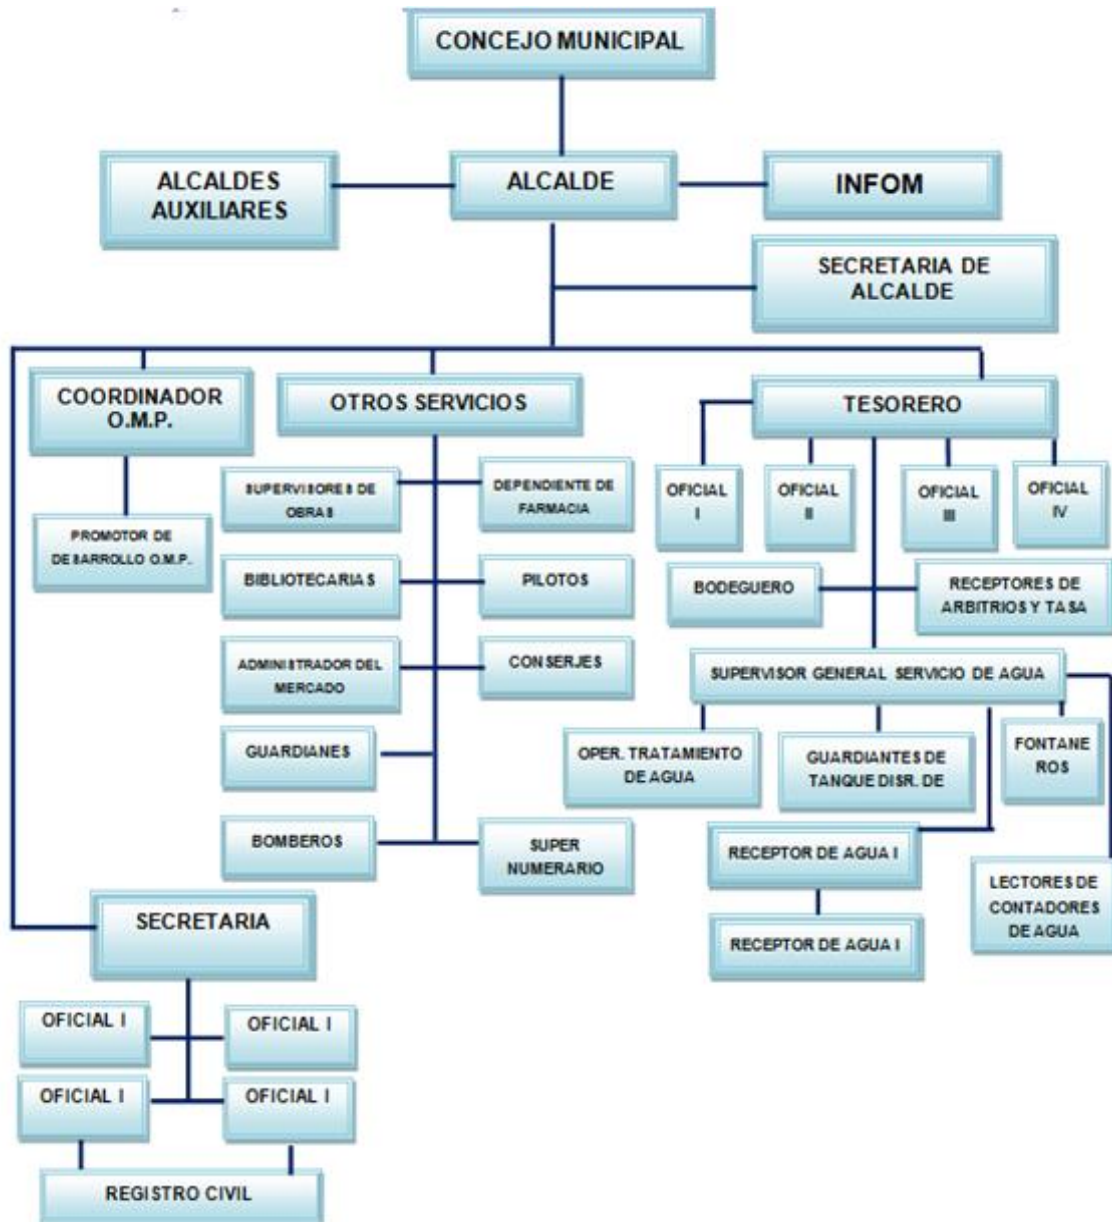 CONCEJO MUNICIPAL
ALCALDES
AUXILIARES
ALCALDE
INFOM
SECRETARIA DE
ALCALDE
COORDINADOR
O.M.P.
OTROS SERVICIOS
TESORERO
PROMOTOR DE
DESARROLLO O.M.P.
SUPERVISORES DE
OBRAS
DEPENDIENTE DE
FARMACIA
BIBLIOTECARIAS
PILOTOS
ADMINISTRADOR DEL
MERCADO
CONSERJES
GUARDIANES
BOMBEROS
SUPER
NUMERARIO
OFICIAL
I
OFICIAL
II
OFICIAL
III
OFICIAL
IV
BODEGUERO
RECEPTORES DE
ARBITRIOS Y TASA
SUPERVISOR GENERAL SERVICIO DE AGUA
OPER. TRATAMIENTO
DE AGUA
GUARDIANTES DE
TANQUE DISR. DE
FONTANE
ROS
RECEPTOR DE AGUA I
RECEPTOR DE AGUA I
LECTORES DE
CONTADORES
DE AGUA
SECRETARIA
OFICIAL I
OFICIAL I
OFICIAL I
OFICIAL I
REGISTRO CIVIL